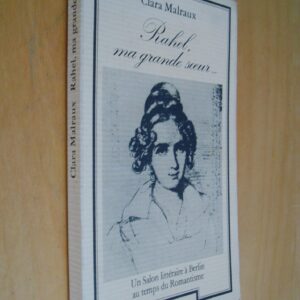 Clara Malraux
Rahel,
ma grande sœur...
Un Salon littéraire à Berlin
au temps du Romantisme
Clara Malraux Rahel, ma grande